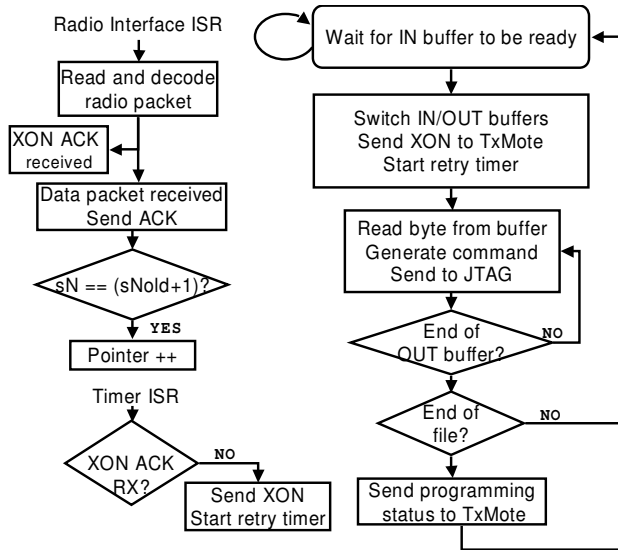 Radio Interface ISR
Read and decode
radio packet
XON ACK
received
Data packet received
Send ACK
sN == (sNold+1)?
YES
Pointer ++
Timer ISR
XON ACK
RX?
NO
Send XON
Start retry timer
Wait for IN buffer to be ready
Switch IN/OUT buffers
Send XON to TxMote
Start retry timer
Read byte from buffer
Generate command
Send to JTAG
End of
OUT buffer?
NO
End of
file?
NO
Send programming
status to TxMote